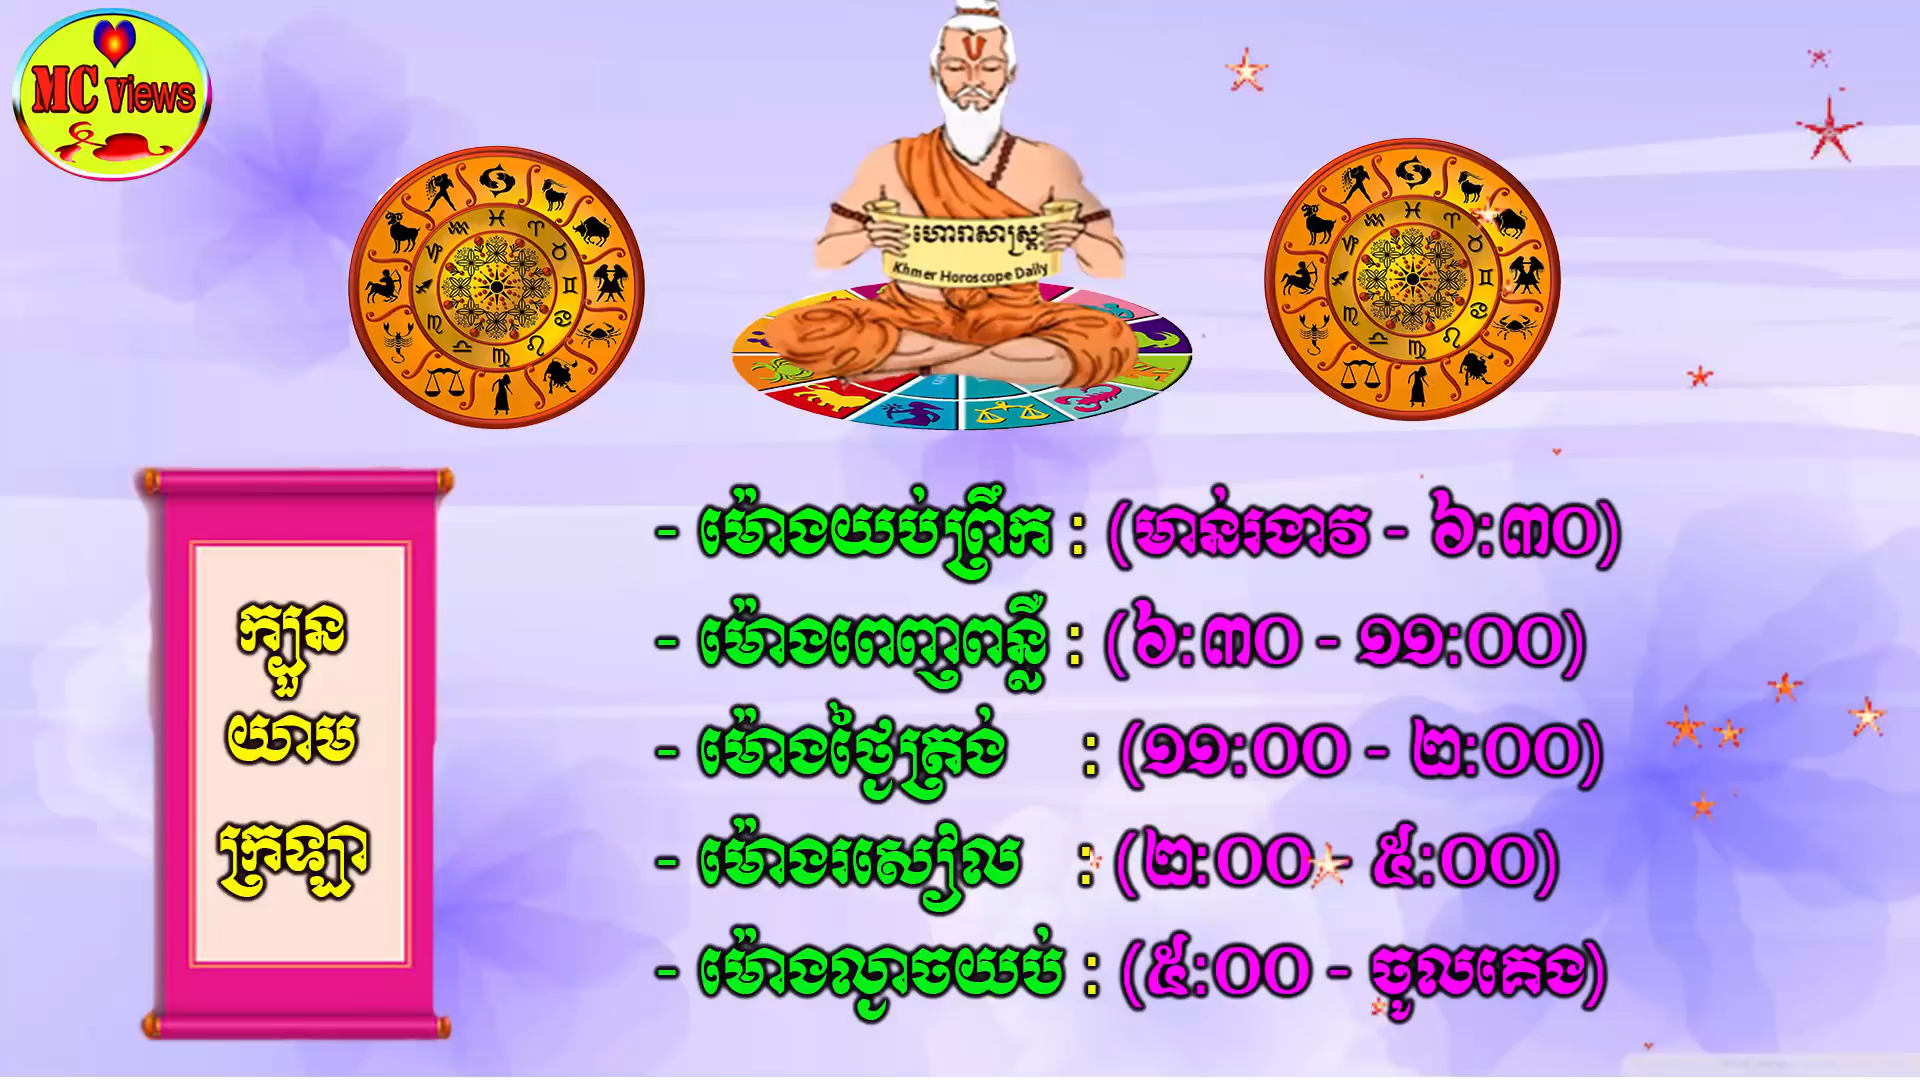 MC Views
ហោរាសាស្ត្រ
Khmer Horoscope Daily
ក្បួន
យាម
ក្រឡា
- ម៉ោងយប់ព្រឹក : (មាន់រងាវ - ៦:៣០)
- ម៉ោងពេញពន្លឺ : (៦:៣០ - ១១:០០)
- ម៉ោងថ្ងៃត្រង់ : (១១:០០ - ២:០០)
- ម៉ោងរសៀល : (២:០០ - ៥:០០)
- ម៉ោងល្ងាចយប់ : (៥:០០ - ចូលគេង)